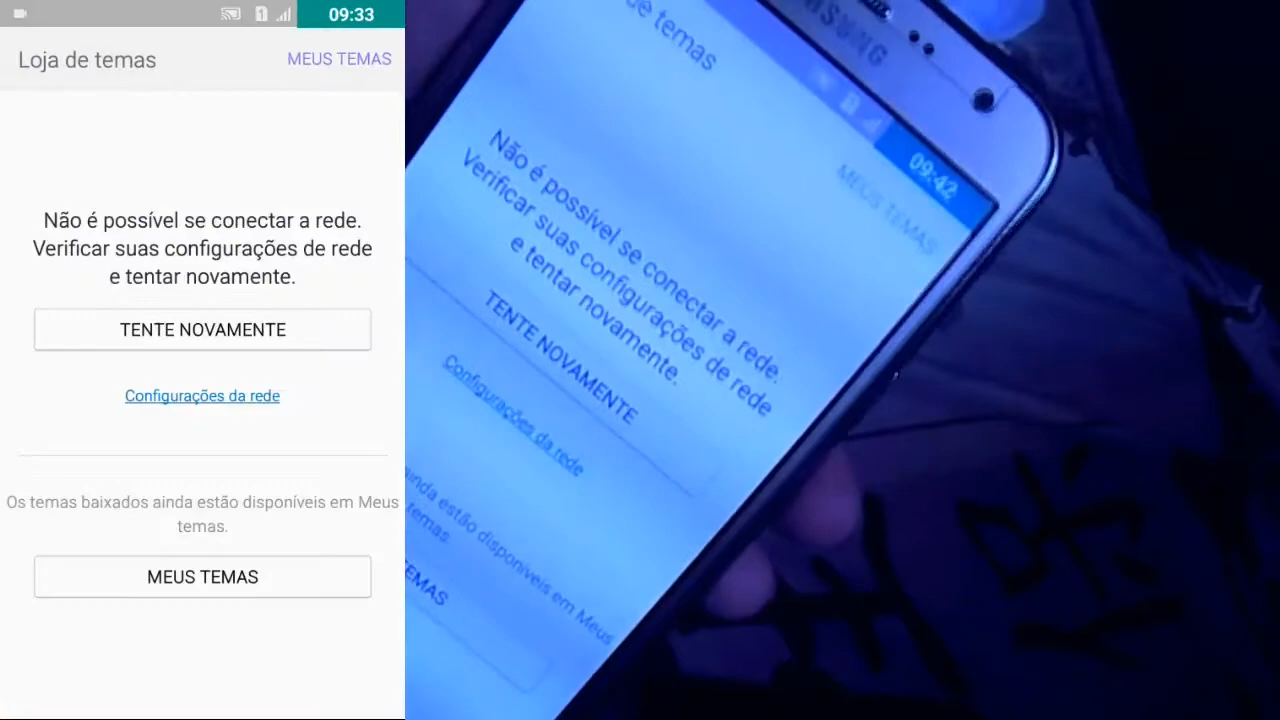 09:33
Loja de temas
MEUS TEMAS
Não é possível se conectar a rede.
Verificar suas configurações de rede
e tentar novamente.
TENTE NOVAMENTE
Configurações da rede
Os temas baixados ainda estão disponíveis em Meus
temas.
MEUS TEMAS
SAMSUNG
de temas
09:42
MEUS TEMAS
Não é possível se conectar a rede.
Verificar suas configurações de rede
e tentar novamente.
TENTE NOVAMENTE
Configurações da rede
ainda estão disponíveis em Meus
temas.
TEMAS